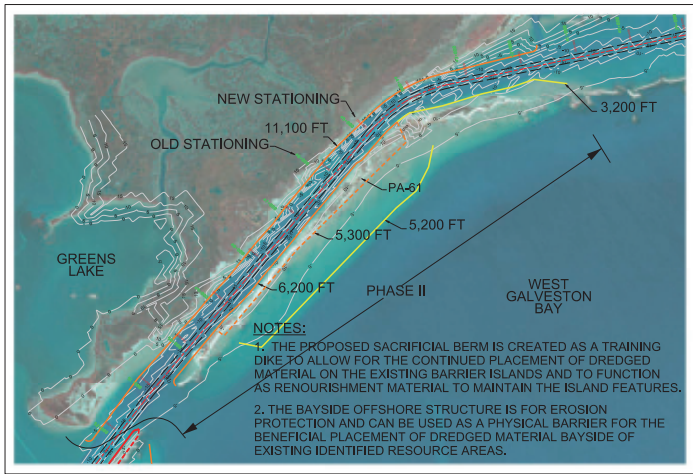 NEW STATIONING
3,200 FT
11,100 FT
OLD STATIONING
PA-61
5,200 FT
5,300 FT
GREENS
LAKE
6,200 FT
PHASE II
WEST
GALVESTON
BAY
NOTES:
1. THE PROPOSED SACRIFICIAL BERM IS CREATED AS A TRAINING
DIKE TO ALLOW FOR THE CONTINUED PLACEMENT OF DREDGED
MATERIAL ON THE EXISTING BARRIER ISLANDS AND TO FUNCTION
AS RENOURISHMENT MATERIAL TO MAINTAIN THE ISLAND FEATURES.
2. THE BAYSIDE OFFSHORE STRUCTURE IS FOR EROSION
PROTECTION AND CAN BE USED AS A PHYSICAL BARRIER FOR THE
BENEFICIAL PLACEMENT OF DREDGED MATERIAL BAYSIDE OF
EXISTING IDENTIFIED RESOURCE AREAS.